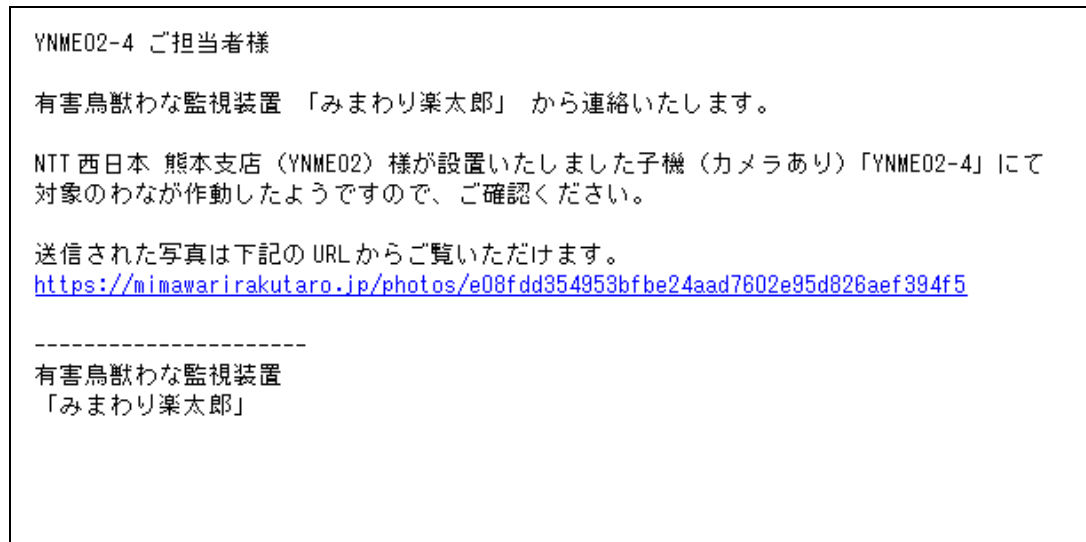 YNME02-4 ご担当者様
有害鳥獣わな監視装置 「みまわり楽太郎」 から連絡いたします。
NTT西日本 熊本支店（YNME02）様が設置いたしました子機（カメラあり）「YNME02-4」にて
対象のわなが作動したようですので、ご確認ください。
送信された写真は下記のURLからご覧いただけます。
https://mimawarirakutaro.jp/photos/e08fdd354953bfbe24aad7602e95d826aef394f5
----------------------
有害鳥獣わな監視装置
「みまわり楽太郎」